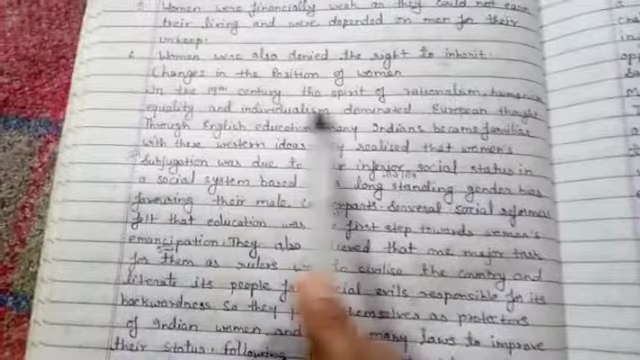 Women were financially weak as they could not earn
their living and were depended on men for their
upkeep.
Women were also denied the right to inherit
Changes in the Position of women
In the 19th century the spirit of rationalism, humanism
equality and individualism dominated European thought
Through English education many Indians became familiar
with these western ideas realised that women's
Subjugation was due to inferior social status in
a social system based long standing gender bias
favouring their male Several social reformers
felt that education was first step towards women's
emancipation. They also that one major task
for them as rulers to civilise the country and
literate its people social evils responsible for its
backwardness so they themselves as protectors
of Indian women and many laws to improve
their status. following